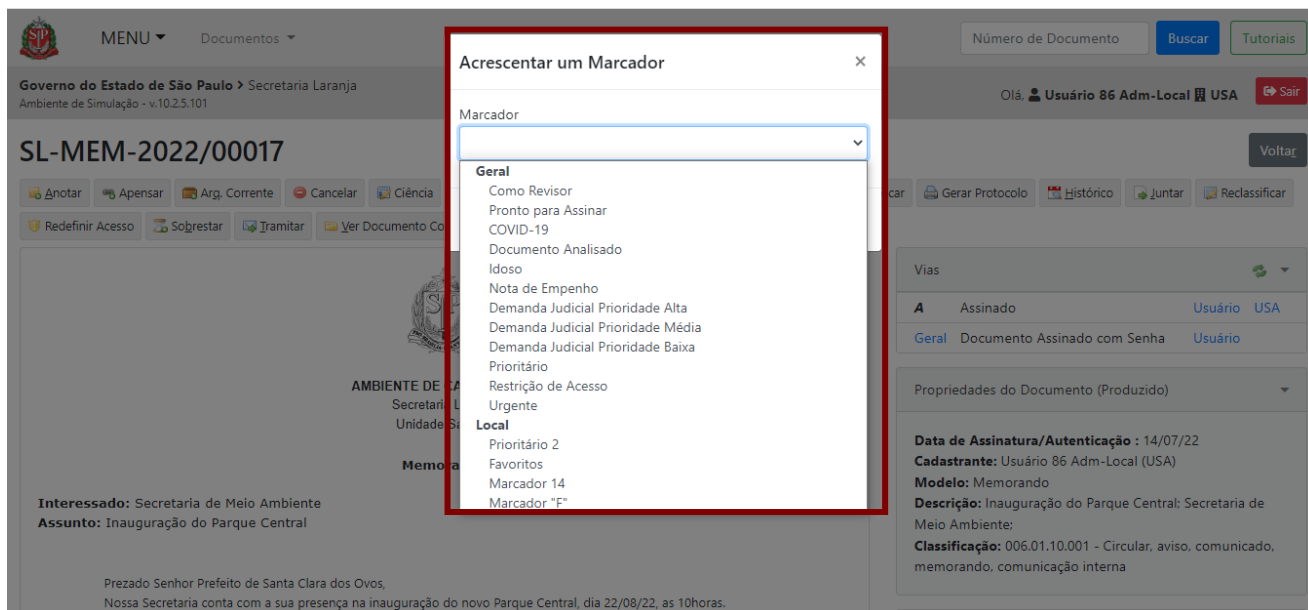 MENU Documentos Número de Documento Buscar Tutoriais
Governo do Estado de São Paulo > Secretaria Laranja
Ambiente de Simulação - v.10.2.5.101
Olá, Usuário 86 Adm-Local USA Sair
SL-MEM-2022/00017
Voltar
Anotar Apensar Arq. Corrente Cancelar Ciência car Gerar Protocolo Histórico Juntar Reclassificar
Redefinir Acesso Sobrestar Tramitar Ver Documento Co
Acrescentar um Marcador ×
Marcador
Geral
Como Revisor
Pronto para Assinar
COVID-19
Documento Analisado
Idoso
Nota de Empenho
Demanda Judicial Prioridade Alta
Demanda Judicial Prioridade Média
Demanda Judicial Prioridade Baixa
Prioritário
Restrição de Acesso
Urgente
Local
Prioritário 2
Favoritos
Marcador 14
Marcador "F"
AMBIENTE DE CA
Secretaria L
Unidade Sa
Memora
Interessado: Secretaria de Meio Ambiente
Assunto: Inauguração do Parque Central
Prezado Senhor Prefeito de Santa Clara dos Ovos,
Nossa Secretaria conta com a sua presença na inauguração do novo Parque Central, dia 22/08/22, as 10horas.
Vias
A Assinado Usuário USA
Geral Documento Assinado com Senha Usuário
Propriedades do Documento (Produzido)
Data de Assinatura/Autenticação : 14/07/22
Cadastrante: Usuário 86 Adm-Local (USA)
Modelo: Memorando
Descrição: Inauguração do Parque Central; Secretaria de
Meio Ambiente;
Classificação: 006.01.10.001 - Circular, aviso, comunicado,
memorando, comunicação interna